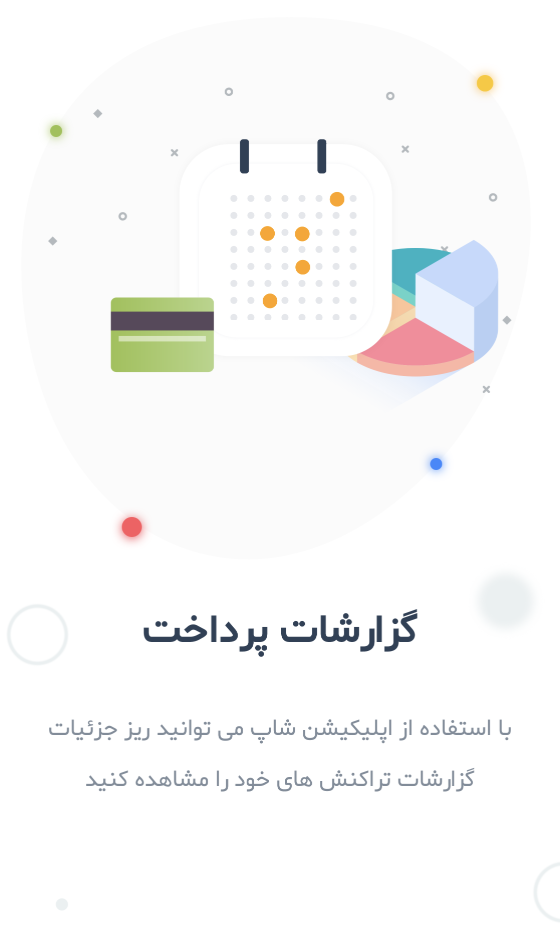 گزارشات پرداخت
با استفاده از اپلیکیشن شاپ می توانید ریز جزئیات
گزارشات تراکنش های خود را مشاهده کنید